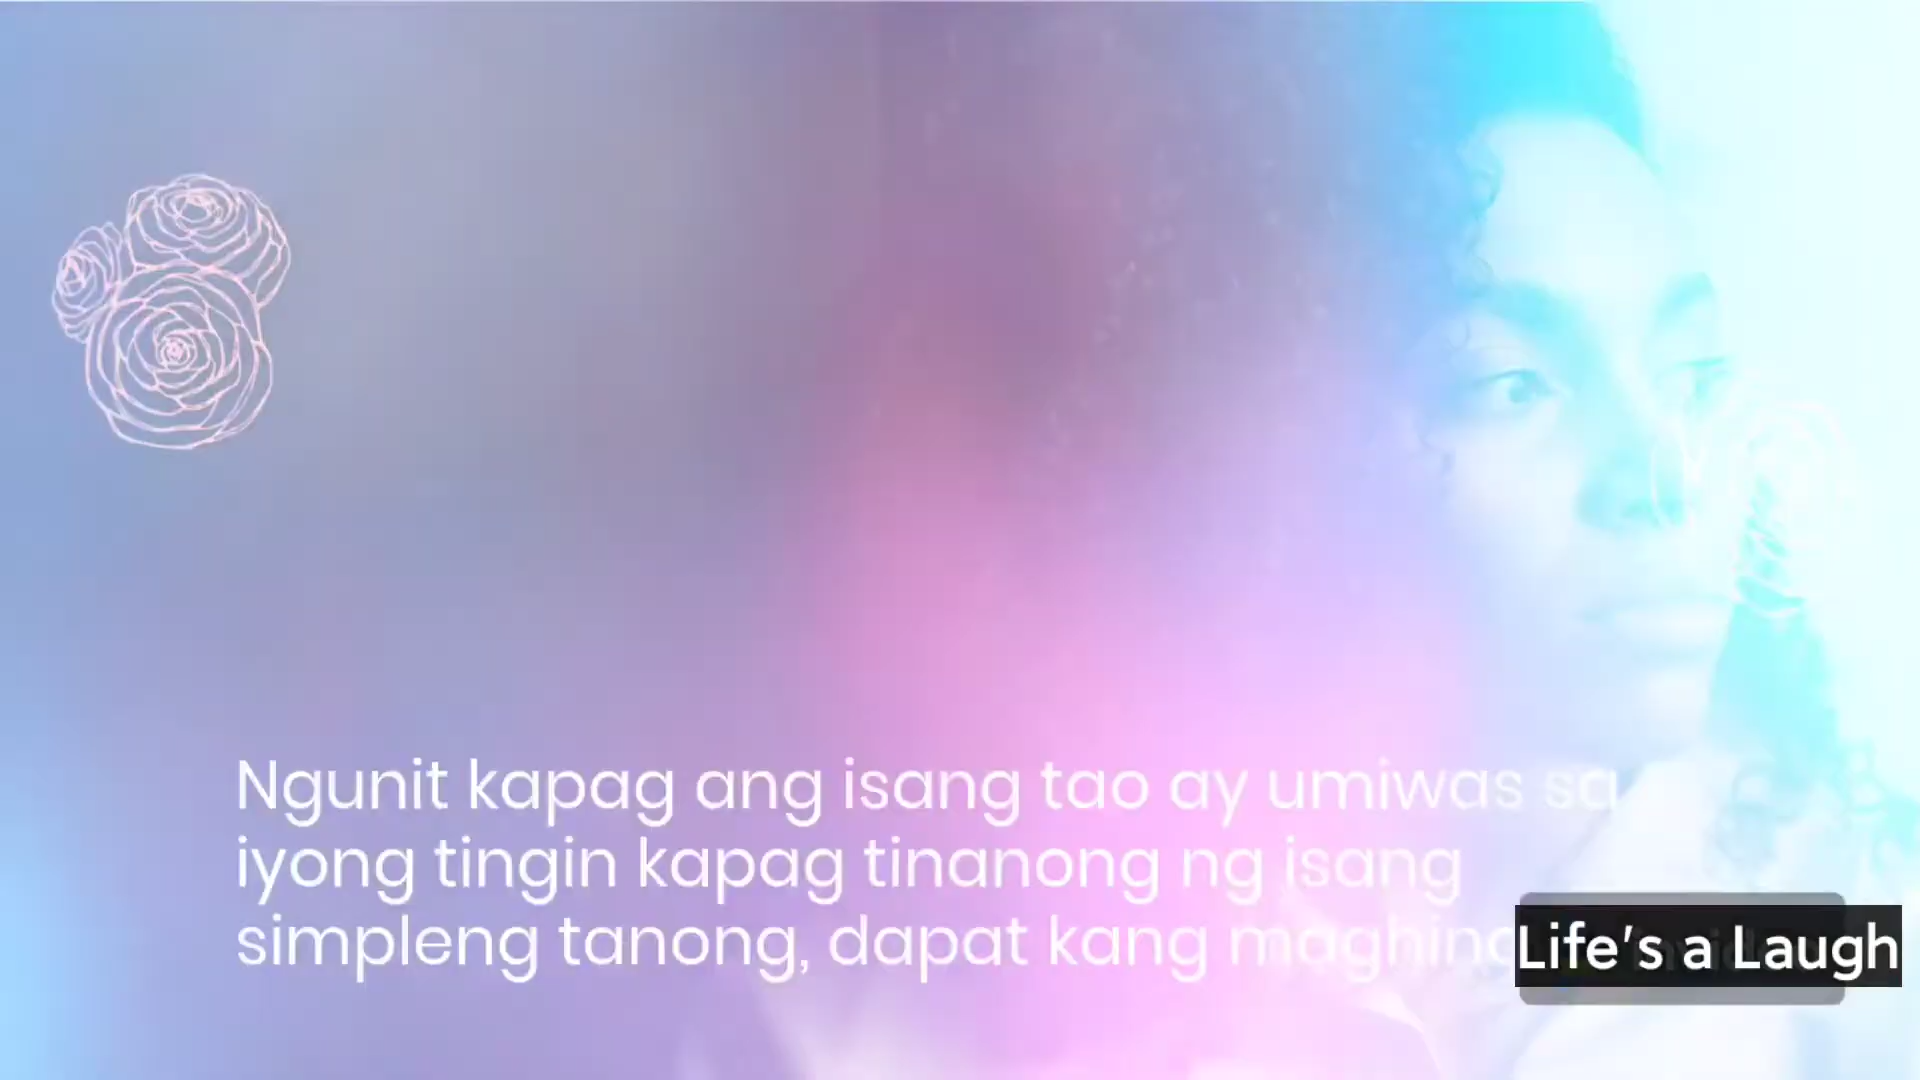 Ngunit kapag ang isang tao ay umiwas sa
iyong tingin kapag tinanong ng isang
simpleng tanong, dapat kang
Life's a Laugh